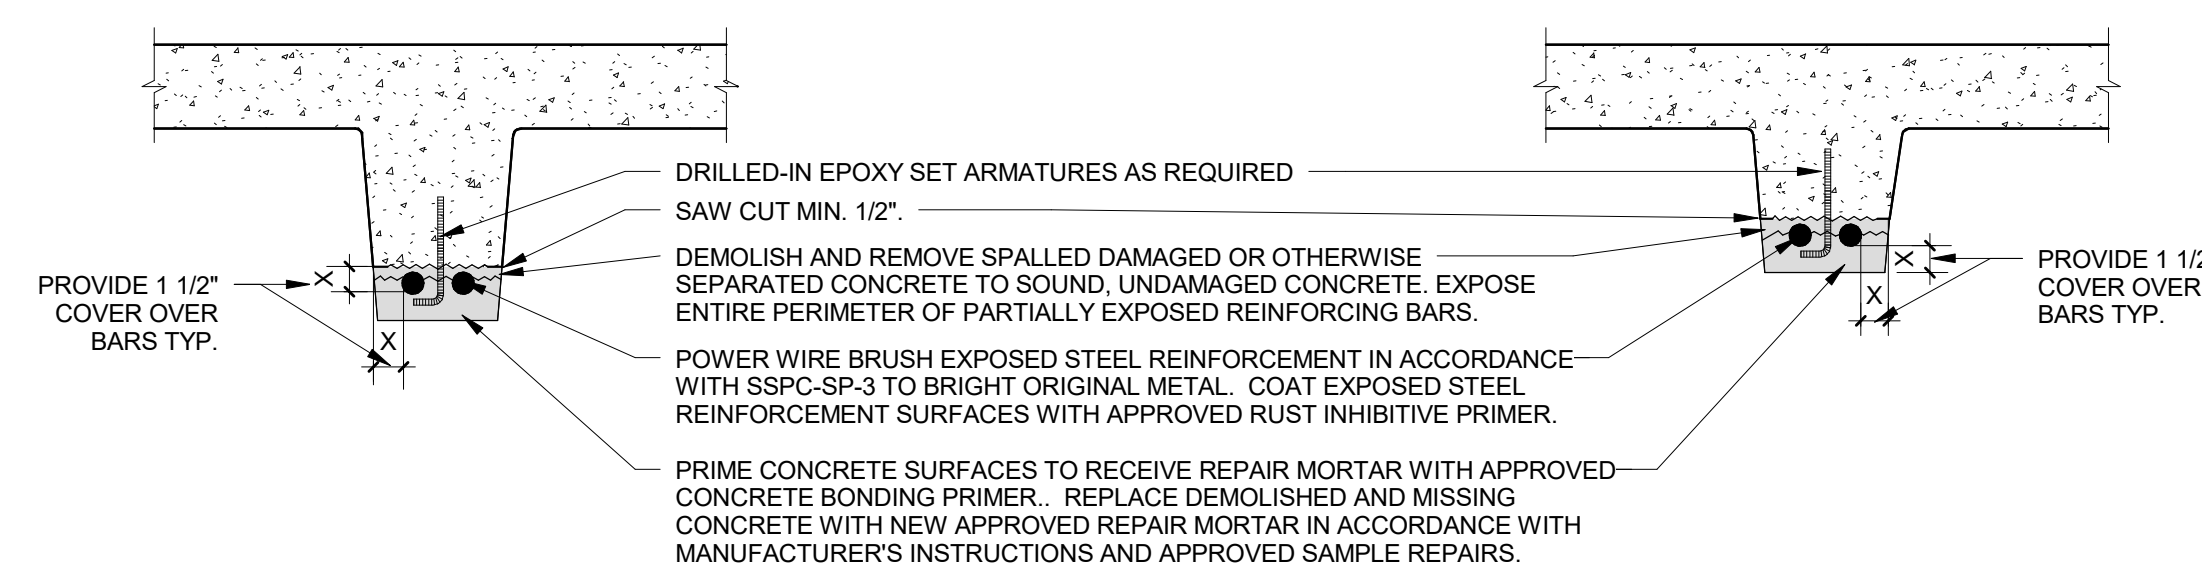 DRILLED-IN EPOXY SET ARMATURES AS REQUIRED
SAW CUT MIN. 1/2".
DEMOLISH AND REMOVE SPALLED DAMAGED OR OTHERWISE
SEPARATED CONCRETE TO SOUND, UNDAMAGED CONCRETE. EXPOSE
ENTIRE PERIMETER OF PARTIALLY EXPOSED REINFORCING BARS.
POWER WIRE BRUSH EXPOSED STEEL REINFORCEMENT IN ACCORDANCE
WITH SSPC-SP-3 TO BRIGHT ORIGINAL METAL. COAT EXPOSED STEEL
REINFORCEMENT SURFACES WITH APPROVED RUST INHIBITIVE PRIMER.
PRIME CONCRETE SURFACES TO RECEIVE REPAIR MORTAR WITH APPROVED
CONCRETE BONDING PRIMER.. REPLACE DEMOLISHED AND MISSING
CONCRETE WITH NEW APPROVED REPAIR MORTAR IN ACCORDANCE WITH
MANUFACTURER'S INSTRUCTIONS AND APPROVED SAMPLE REPAIRS.
PROVIDE 1 1/2"
COVER OVER
BARS TYP.
X
X
X
X
PROVIDE 1 1/2
COVER OVER
BARS TYP.